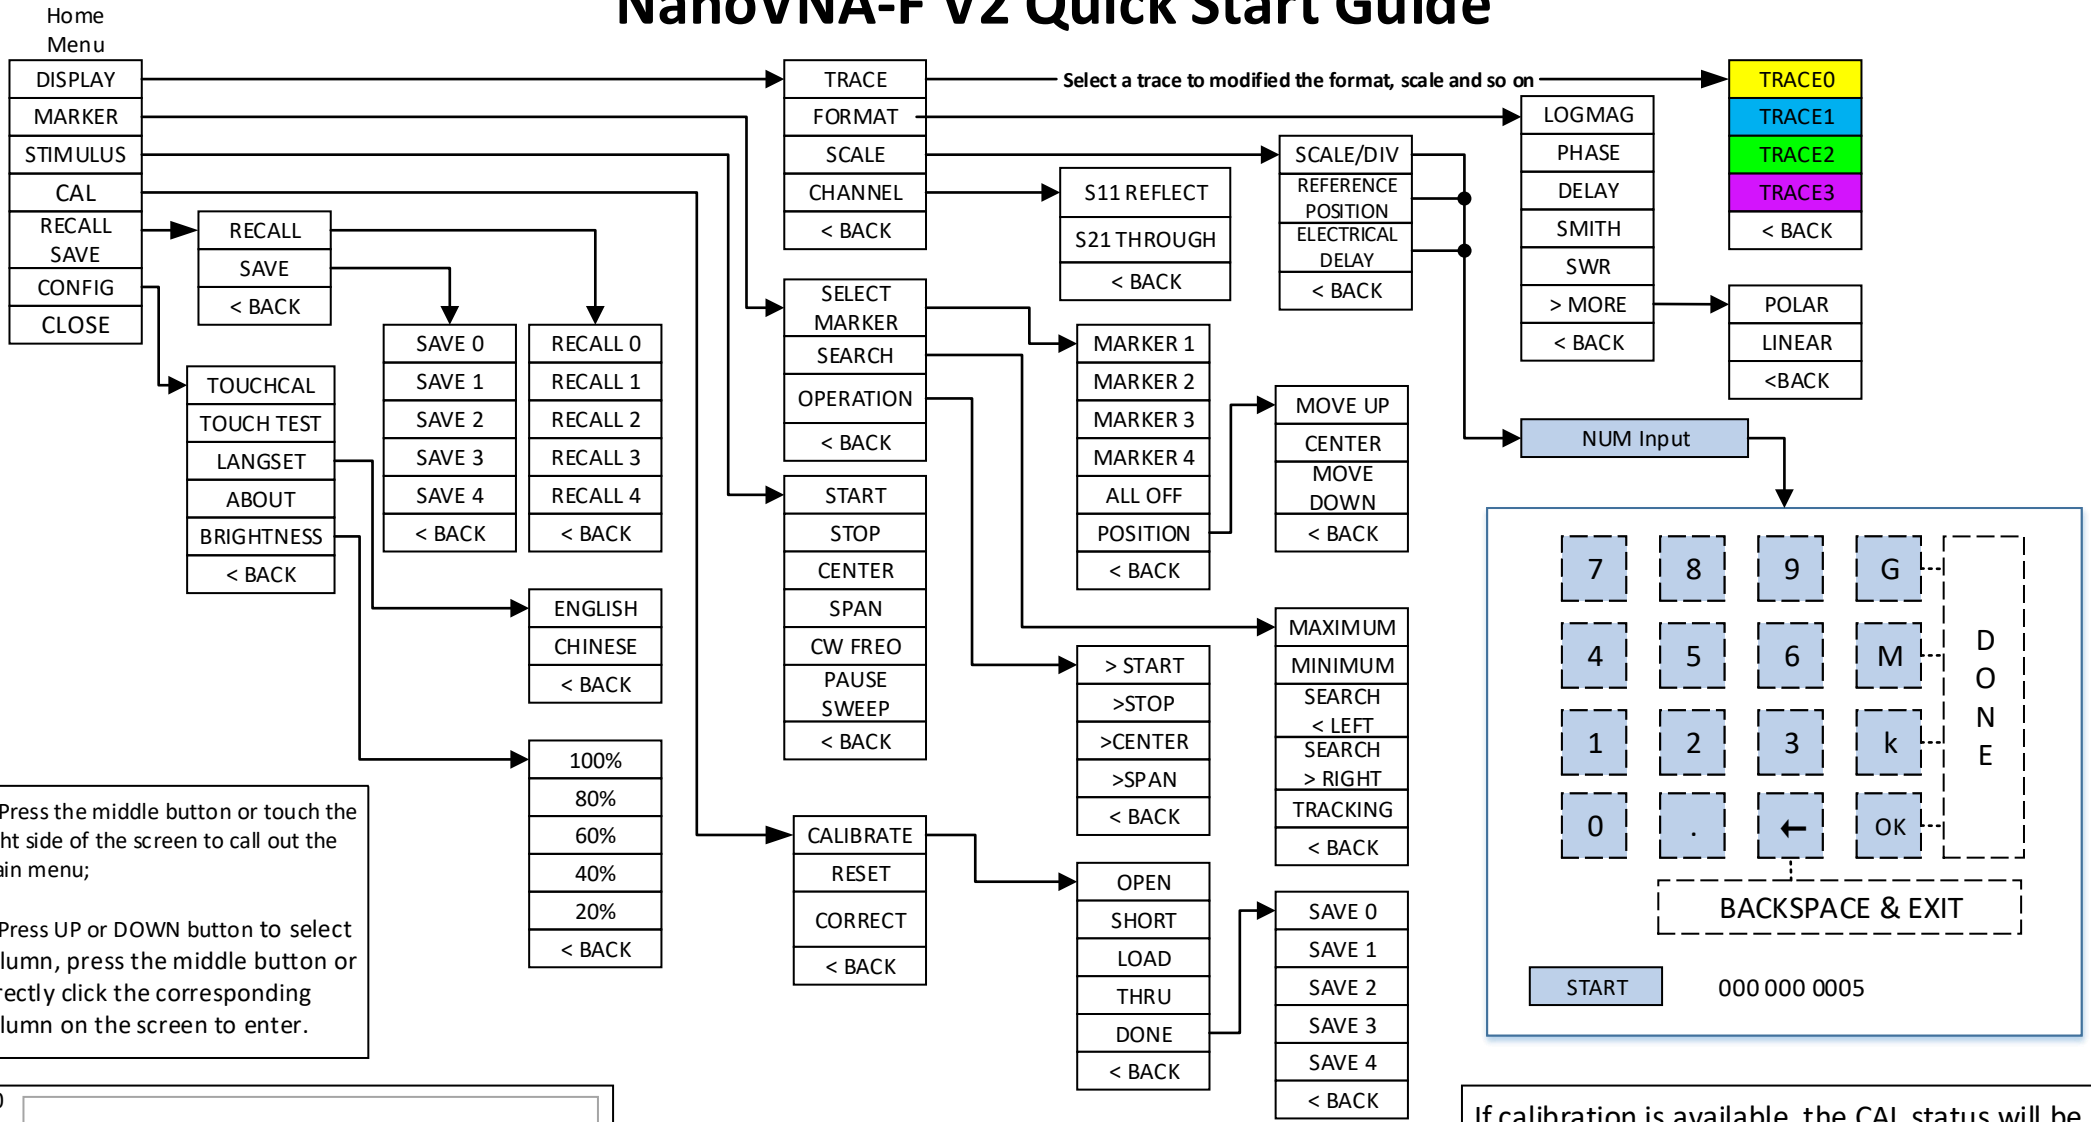 NanoVNA-F V2 Quick Start Guide
Home
Menu
DISPLAY
MARKER
STIMULUS
CAL
RECALL
SAVE
CONFIG
CLOSE
RECALL
SAVE
< BACK
SAVE 0
SAVE 1
SAVE 2
SAVE 3
SAVE 4
< BACK
RECALL 0
RECALL 1
RECALL 2
RECALL 3
RECALL 4
< BACK
TOUCHCAL
TOUCH TEST
LANGSET
ABOUT
BRIGHTNESS
< BACK
ENGLISH
CHINESE
< BACK
100%
80%
60%
40%
20%
< BACK
TRACE
FORMAT
SCALE
CHANNEL
< BACK
Select a trace to modified the format, scale and so on
TRACE0
TRACE1
TRACE2
TRACE3
< BACK
LOGMAG
PHASE
DELAY
SMITH
SWR
> MORE
< BACK
POLAR
LINEAR
<BACK
SCALE/DIV
REFERENCE
POSITION
ELECTRICAL
DELAY
< BACK
S11 REFLECT
S21 THROUGH
< BACK
SELECT
MARKER
SEARCH
OPERATION
< BACK
MARKER 1
MARKER 2
MARKER 3
MARKER 4
ALL OFF
POSITION
< BACK
MOVE UP
CENTER
MOVE
DOWN
< BACK
START
STOP
CENTER
SPAN
CW FREO
PAUSE
SWEEP
< BACK
> START
>STOP
>CENTER
>SPAN
< BACK
MAXIMUM
MINIMUM
SEARCH
< LEFT
SEARCH
> RIGHT
TRACKING
< BACK
CALIBRATE
RESET
CORRECT
< BACK
OPEN
SHORT
LOAD
THRU
DONE
< BACK
SAVE 0
SAVE 1
SAVE 2
SAVE 3
SAVE 4
< BACK
NUM Input
7 8 9 G
4 5 6 M
1 2 3 k
0 . ← OK
D
O
N
E
BACKSPACE & EXIT
START 000 000 0005
Press the middle button or touch the
ht side of the screen to call out the
ain menu;
Press UP or DOWN button to select
lumn, press the middle button or
rectly click the corresponding
lumn on the screen to enter.
If calibration is available, the CAL status will be